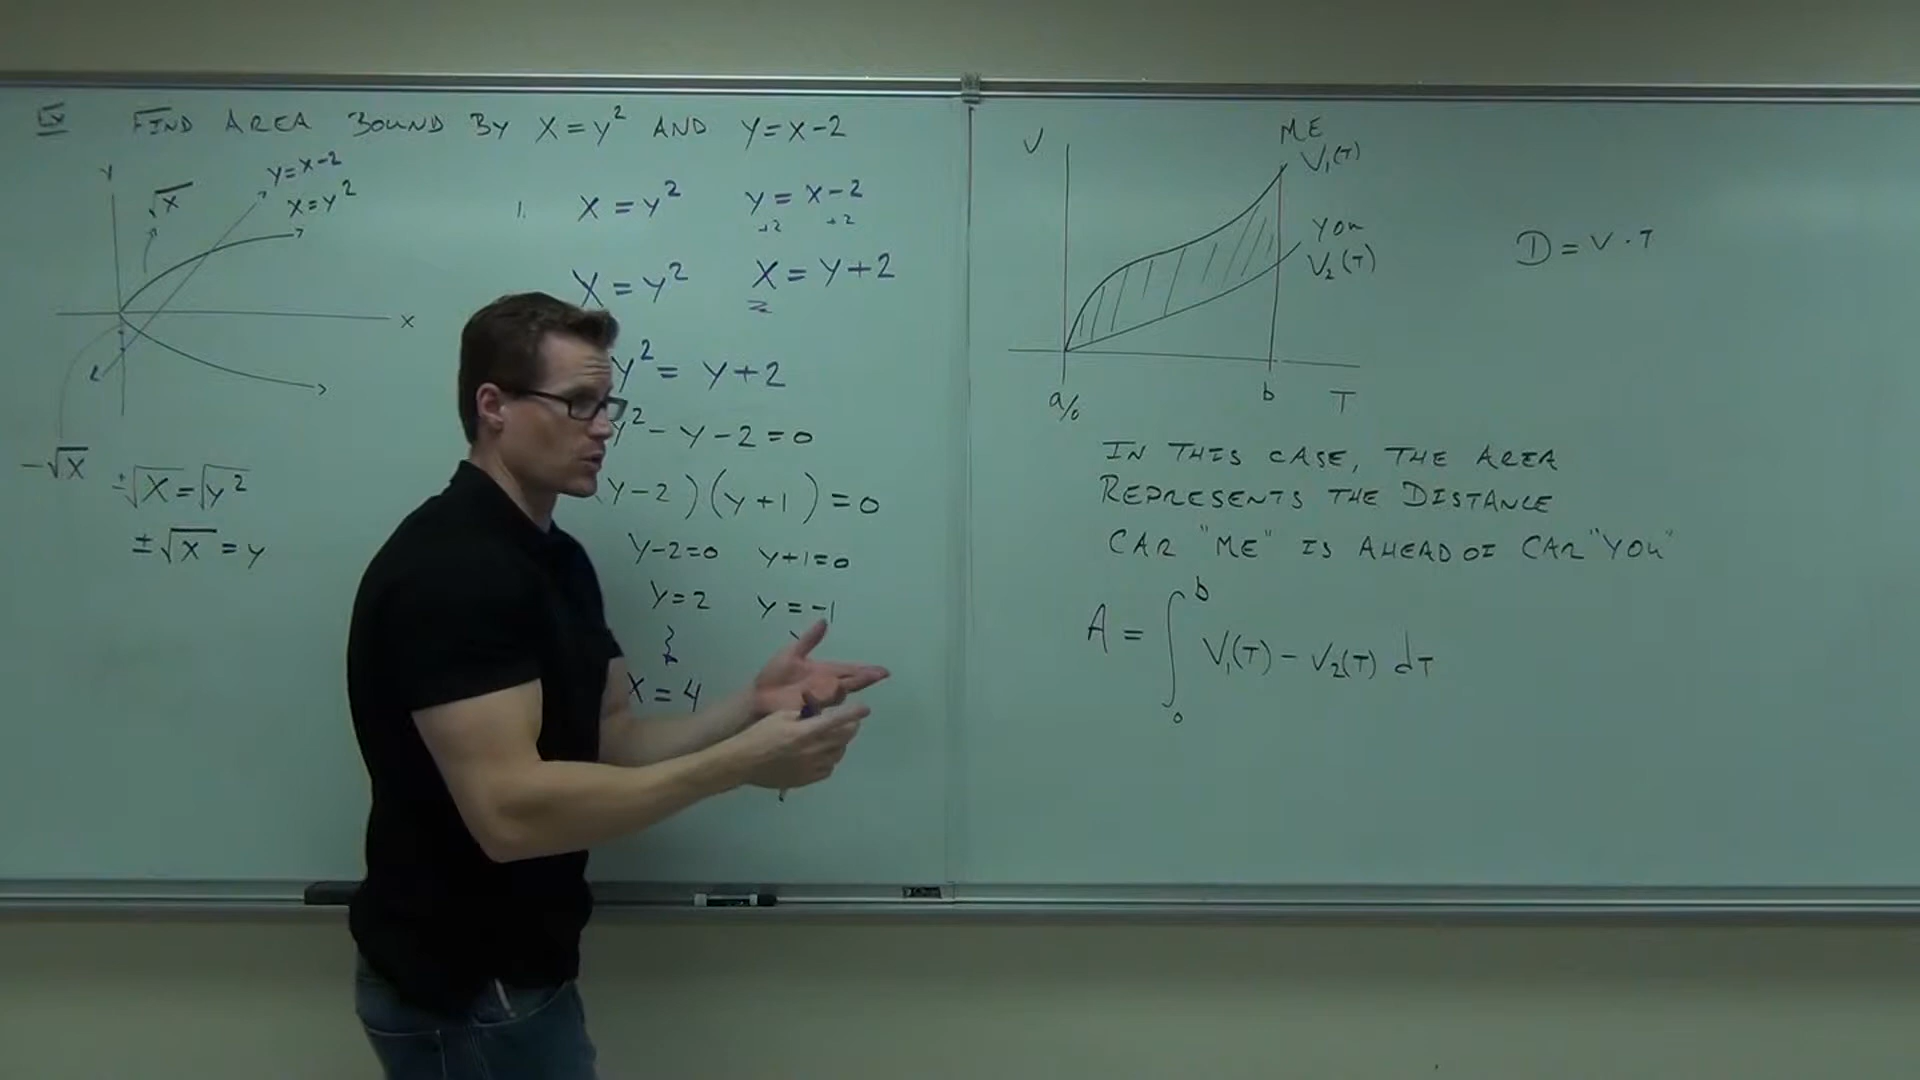 Ex FIND AREA BOUND BY X = y² AND Y = X-2
Y
√X
y = x-2
X = y²
X
-√X
±√X = √y²
±√X = y
1.
X = y²
y = x-2
+2 +2
X = y²
X = y+2
y² = y+2
y² - y - 2 = 0
(y-2)(y+1) = 0
y-2=0
y+1=0
y=2
y=-1
X = 4
V
ME
V₁(T)
YOU
V₂(T)
a/0
b
T
D = V · T
IN THIS CASE, THE AREA
REPRESENTS THE DISTANCE
CAR "ME" IS AHEAD OF CAR "YOU"
A = ∫₀ᵇ V₁(T) - V₂(T) dT